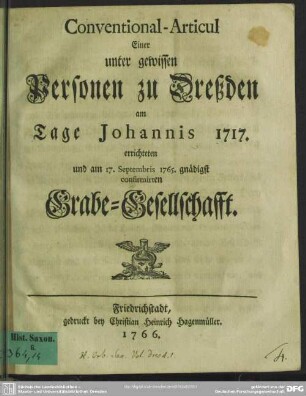 Conventional-Articul
Einer
unter gewissen
Personen zu Dreßden
am
Tage Johannis 1717.
errichteten
und am 17. Septembris 1765. gnädigst
confirmirten
Grabe-Gesellschafft.
Friedrichstadt,
gedruckt bey Christian Heinrich Hagenmüller.
1766.
Hist. Saxon.